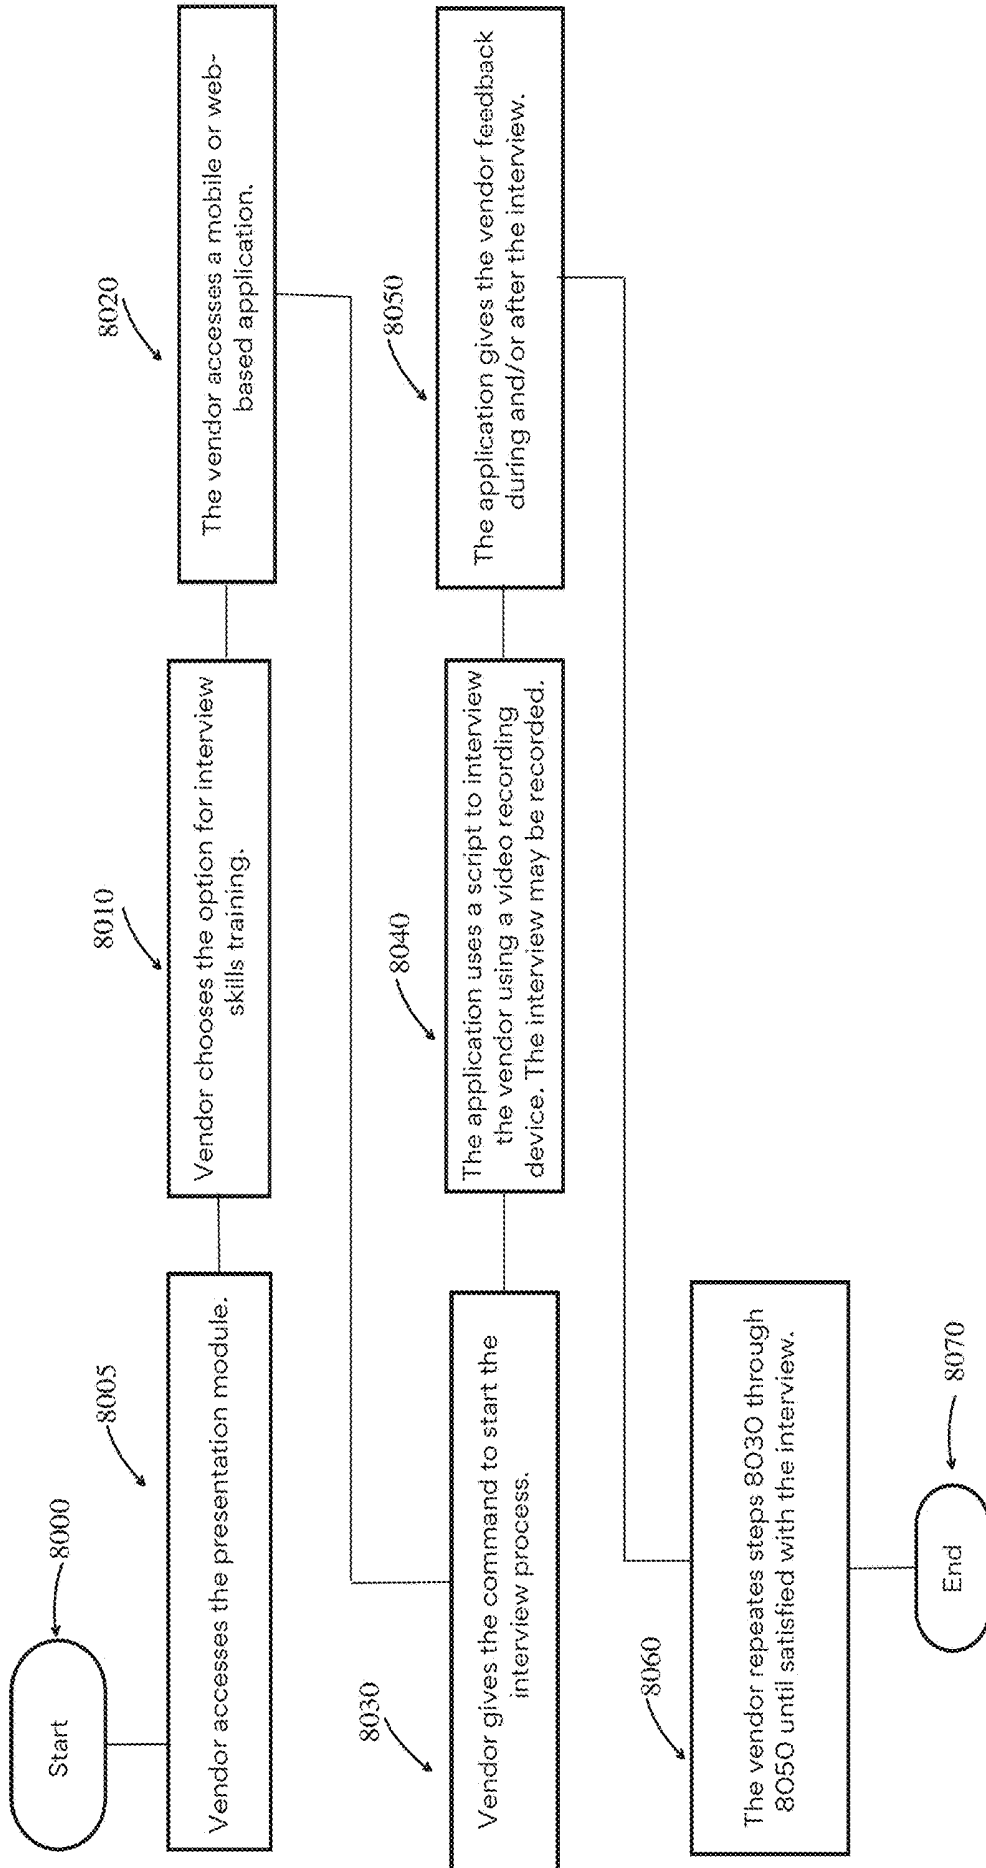 8000
Start
8005
Vendor accesses the presentation module.
8010
Vendor chooses the option for interview
skills training.
8020
The vendor accesses a mobile or web-
based application.
8030
Vendor gives the command to start the
interview process.
8040
The application uses a script to interview
the vendor using a video recording
device. The interview may be recorded.
8050
The application gives the vendor feedback
during and/or after the interview.
8060
The vendor repeats steps 8030 through
8050 until satisfied with the interview.
End
8070